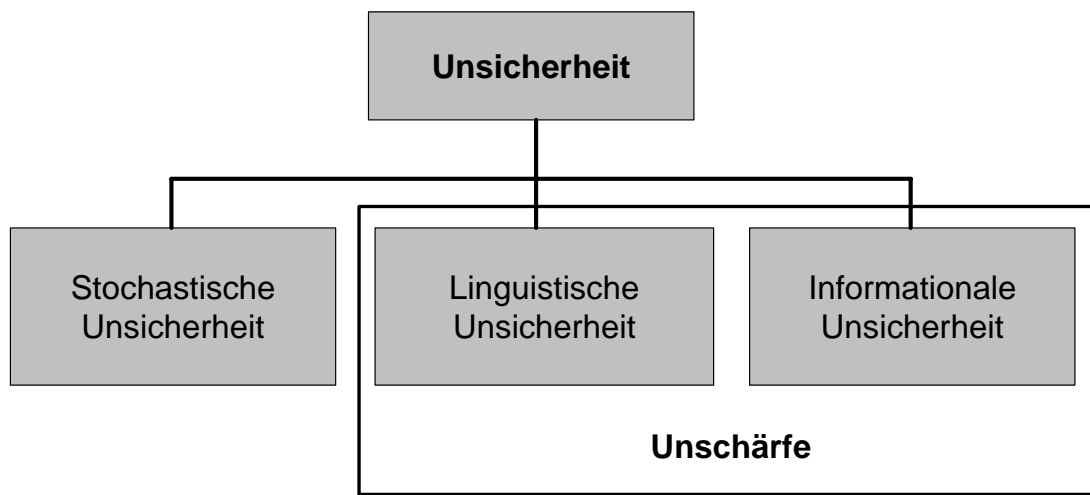 Unsicherheit
Stochastische
Unsicherheit
Linguistische
Unsicherheit
Informationale
Unsicherheit
Unschärfe